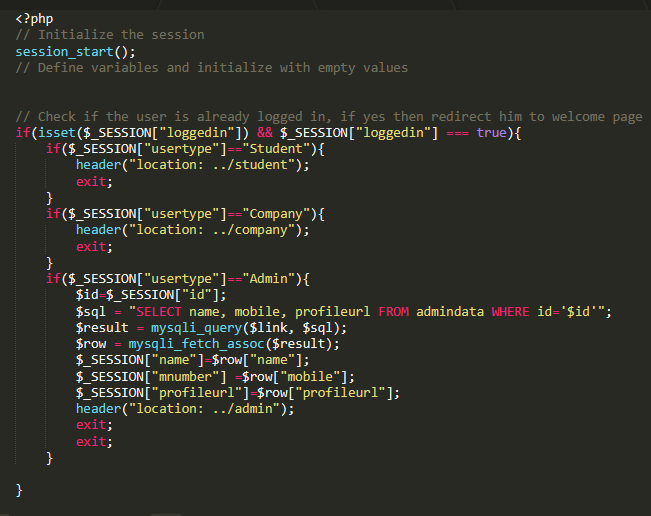 <?php
// Initialize the session
session_start();
// Define variables and initialize with empty values
// Check if the user is already logged in, if yes then redirect him to welcome page
if(isset($_SESSION["loggedin"]) && $_SESSION["loggedin"] === true){
    if($_SESSION["usertype"]=="Student"){
        header("location: ../student");
        exit;
    }
    if($_SESSION["usertype"]=="Company"){
        header("location: ../company");
        exit;
    }
    if($_SESSION["usertype"]=="Admin"){
        $id=$_SESSION["id"];
        $sql = "SELECT name, mobile, profileurl FROM admindata WHERE id='$id'";
        $result = mysqli_query($link, $sql);
        $row = mysqli_fetch_assoc($result);
        $_SESSION["name"]=$row["name"];
        $_SESSION["mnumber"] =$row["mobile"];
        $_SESSION["profileurl"]=$row["profileurl"];
        header("location: ../admin");
        exit;
        exit;
    }
}